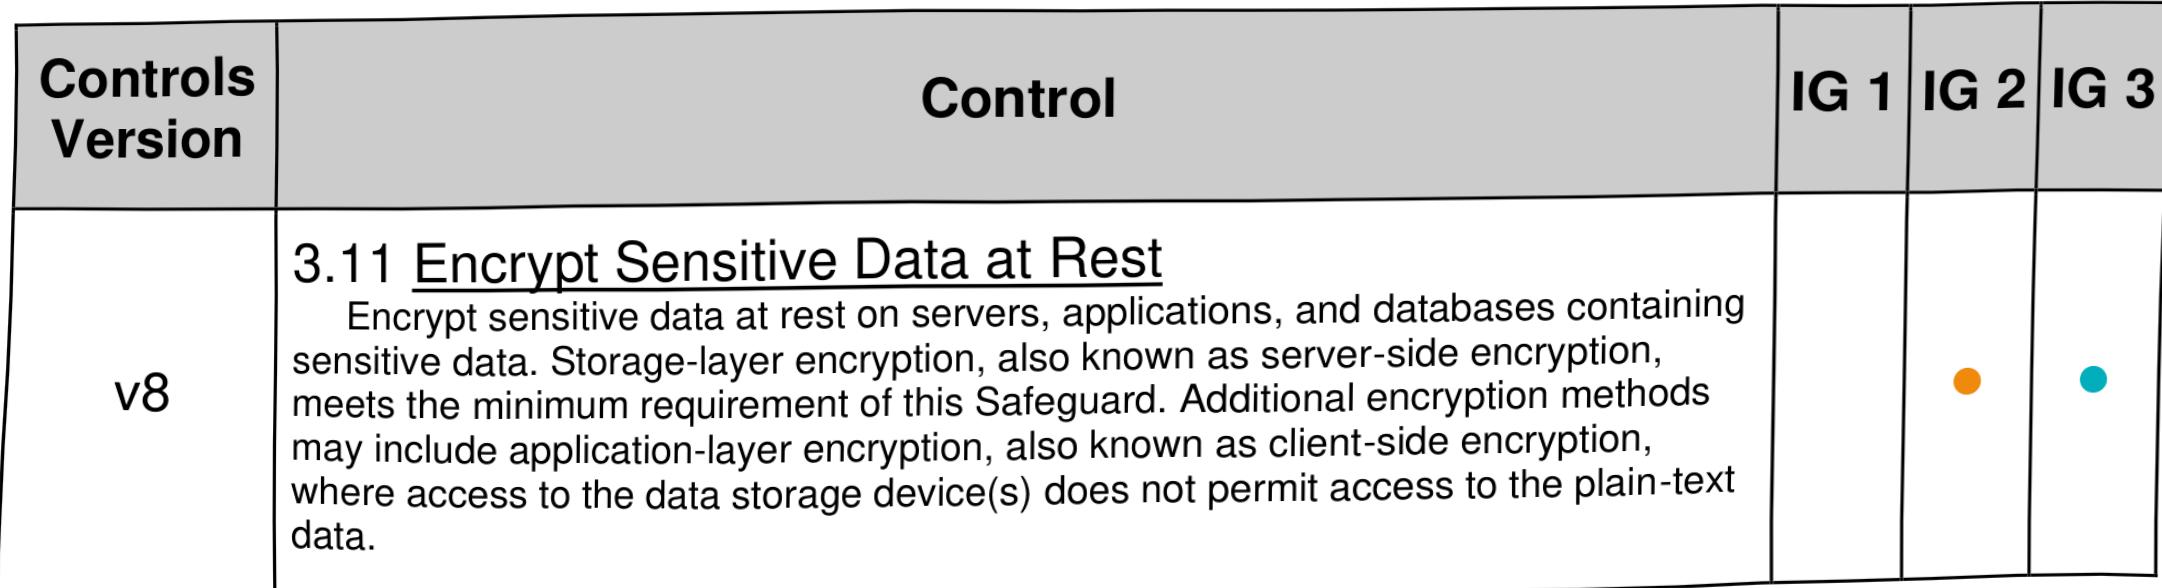 Controls Version
Control
IG 1
IG 2
IG 3
v8
3.11 Encrypt Sensitive Data at Rest
Encrypt sensitive data at rest on servers, applications, and databases containing
sensitive data. Storage-layer encryption, also known as server-side encryption,
meets the minimum requirement of this Safeguard. Additional encryption methods
may include application-layer encryption, also known as client-side encryption,
where access to the data storage device(s) does not permit access to the plain-text
data.